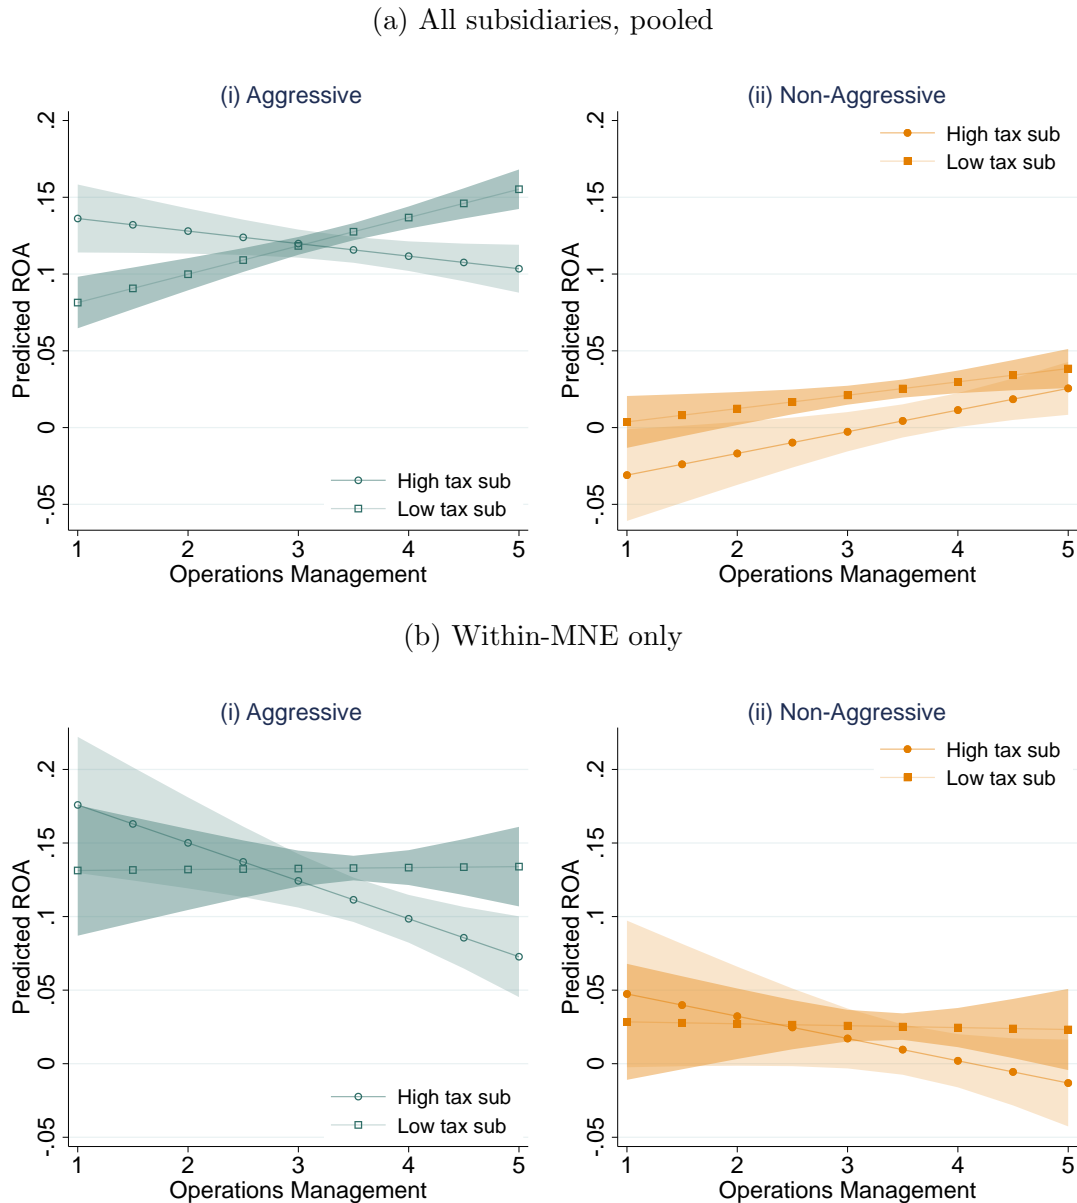 (a) All subsidiaries, pooled
(i) Aggressive
(ii) Non-Aggressive
Predicted ROA
.2
.15
.1
.05
0
-.05
High tax sub
Low tax sub
1 2 3 4 5
Operations Management
Predicted ROA
.2
.15
.1
.05
0
-.05
High tax sub
Low tax sub
1 2 3 4 5
Operations Management
(b) Within-MNE only
(i) Aggressive
(ii) Non-Aggressive
Predicted ROA
.2
.15
.1
.05
0
-.05
High tax sub
Low tax sub
1 2 3 4 5
Operations Management
Predicted ROA
.2
.15
.1
.05
0
-.05
High tax sub
Low tax sub
1 2 3 4 5
Operations Management